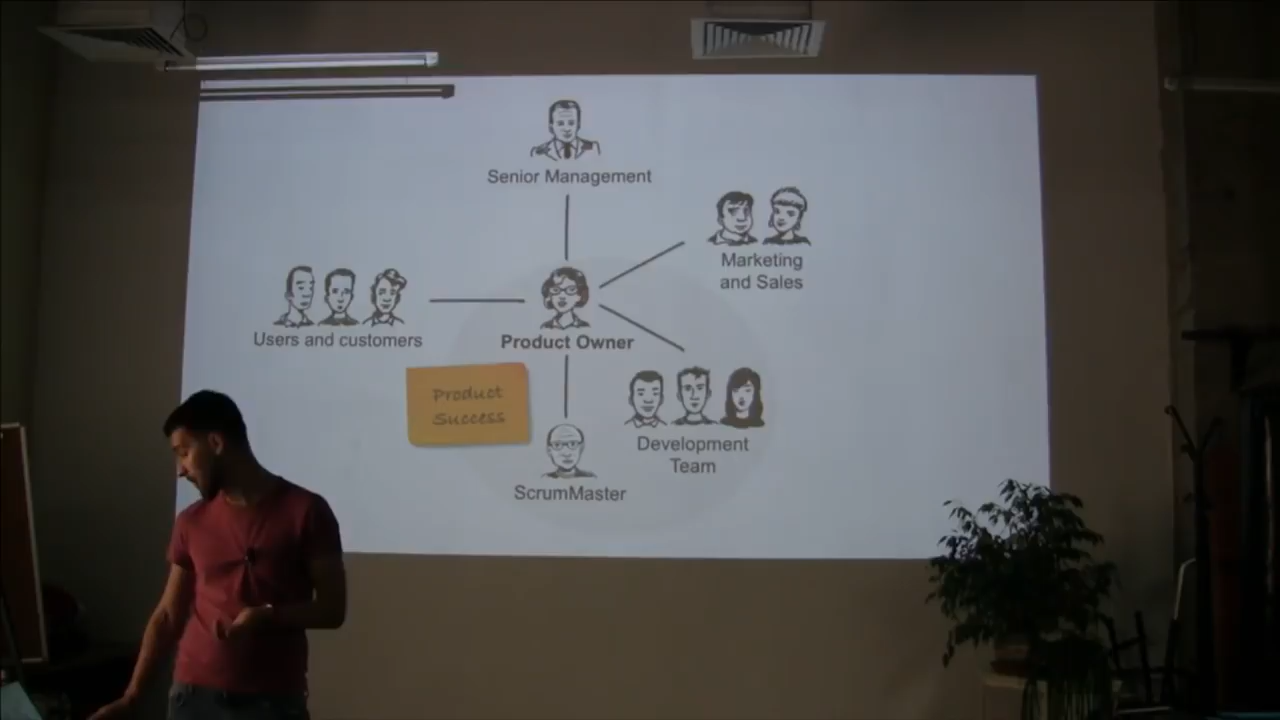 Senior Management
Marketing
and Sales
Users and customers
Product Owner
Product
Success
Development
Team
ScrumMaster